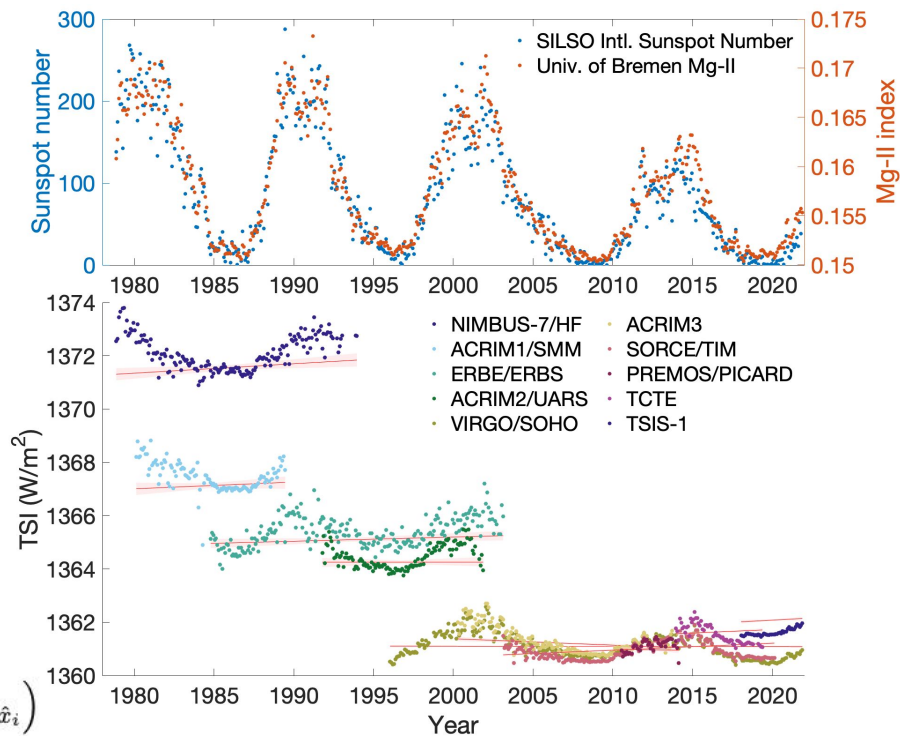 300
200
100
0
Sunspot number
SILSO Intl. Sunspot Number
Univ. of Bremen Mg-II
0.175
0.17
0.165
0.16
0.155
0.15
Mg-II index
1980 1985 1990 1995 2000 2005 2010 2015 2020
1374
1372
1370
1368
1366
1364
1362
1360
TSI (W/m²)
NIMBUS-7/HF
ACRIM1/SMM
ERBE/ERBS
ACRIM2/UARS
VIRGO/SOHO
ACRIM3
SORCE/TIM
PREMOS/PICARD
TCTE
TSIS-1
1980 1985 1990 1995 2000 2005 2010 2015 2020
Year
x̂ᵢ)